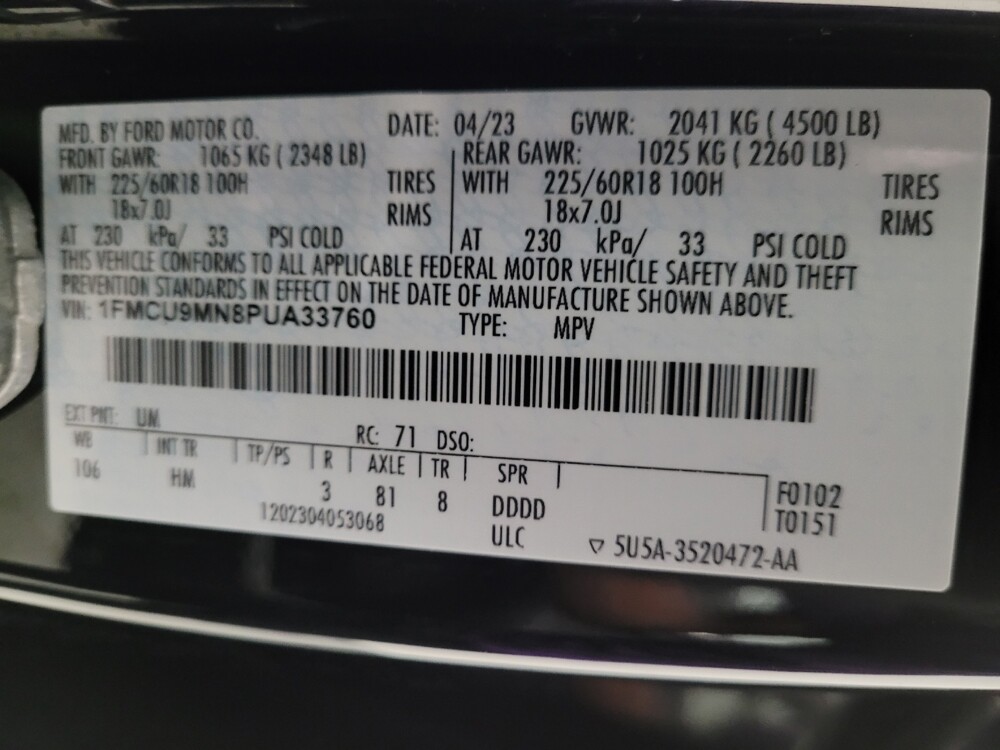 MFD. BY FORD MOTOR CO. DATE: 04/23 GVWR: 2041 KG ( 4500 LB)
FRONT GAWR: 1065 KG ( 2348 LB) REAR GAWR: 1025 KG ( 2260 LB)
WITH 225/60R18 100H TIRES WITH 225/60R18 100H TIRES
18x7.0J RIMS 18x7.0J RIMS
AT 230 kPa/ 33 PSI COLD AT 230 kPa/ 33 PSI COLD
THIS VEHICLE CONFORMS TO ALL APPLICABLE FEDERAL MOTOR VEHICLE SAFETY AND THEFT
PREVENTION STANDARDS IN EFFECT ON THE DATE OF MANUFACTURE SHOWN ABOVE.
VIN: 1FMCU9MN8PUA33760 TYPE: MPV
EXT PNT: UM RC: 71 DSO:
WB INT TR TP/PS R AXLE TR SPR
106 HM 3 81 8 DDDD F0102
T0151
1202304053068 ULC ▽ 5U5A-3520472-AA